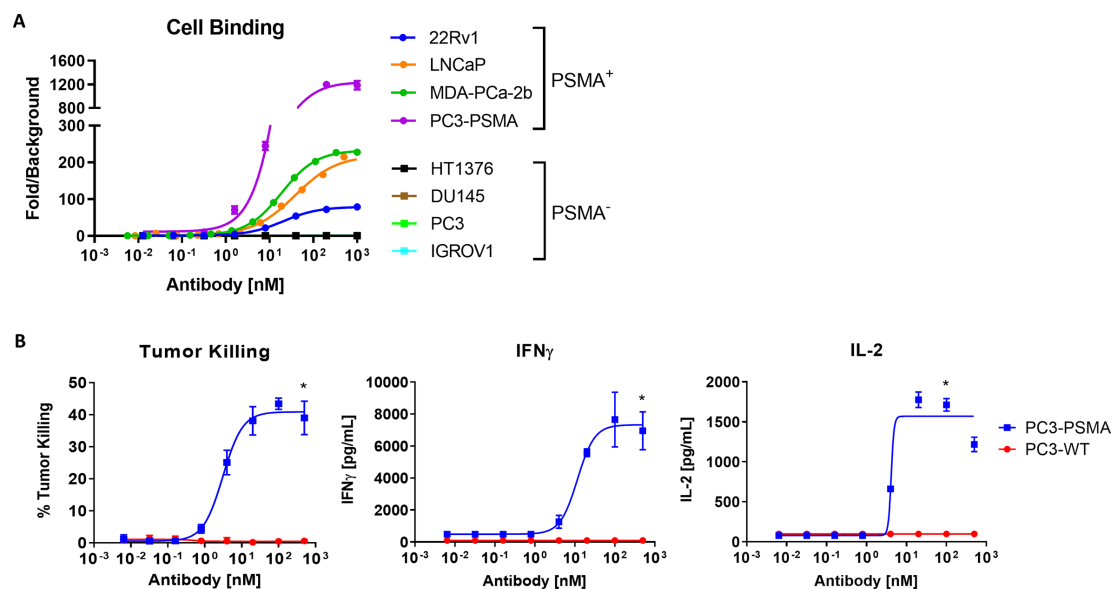 A
Cell Binding
Fold/Background
1600
1200
800
300
200
100
0
10-3 10-2 10-1 100 101 102 103
Antibody [nM]
22Rv1
LNCaP
MDA-PCa-2b
PC3-PSMA
PSMA+
HT1376
DU145
PC3
IGROV1
PSMA-
B
Tumor Killing
% Tumor Killing
50
40
30
20
10
0
*
10-3 10-2 10-1 100 101 102 103
Antibody [nM]
IFNγ
IFNγ [pg/mL]
10000
8000
6000
4000
2000
0
*
10-3 10-2 10-1 100 101 102 103
Antibody [nM]
IL-2
IL-2 [pg/mL]
2000
1500
1000
500
0
*
10-3 10-2 10-1 100 101 102 103
Antibody [nM]
PC3-PSMA
PC3-WT